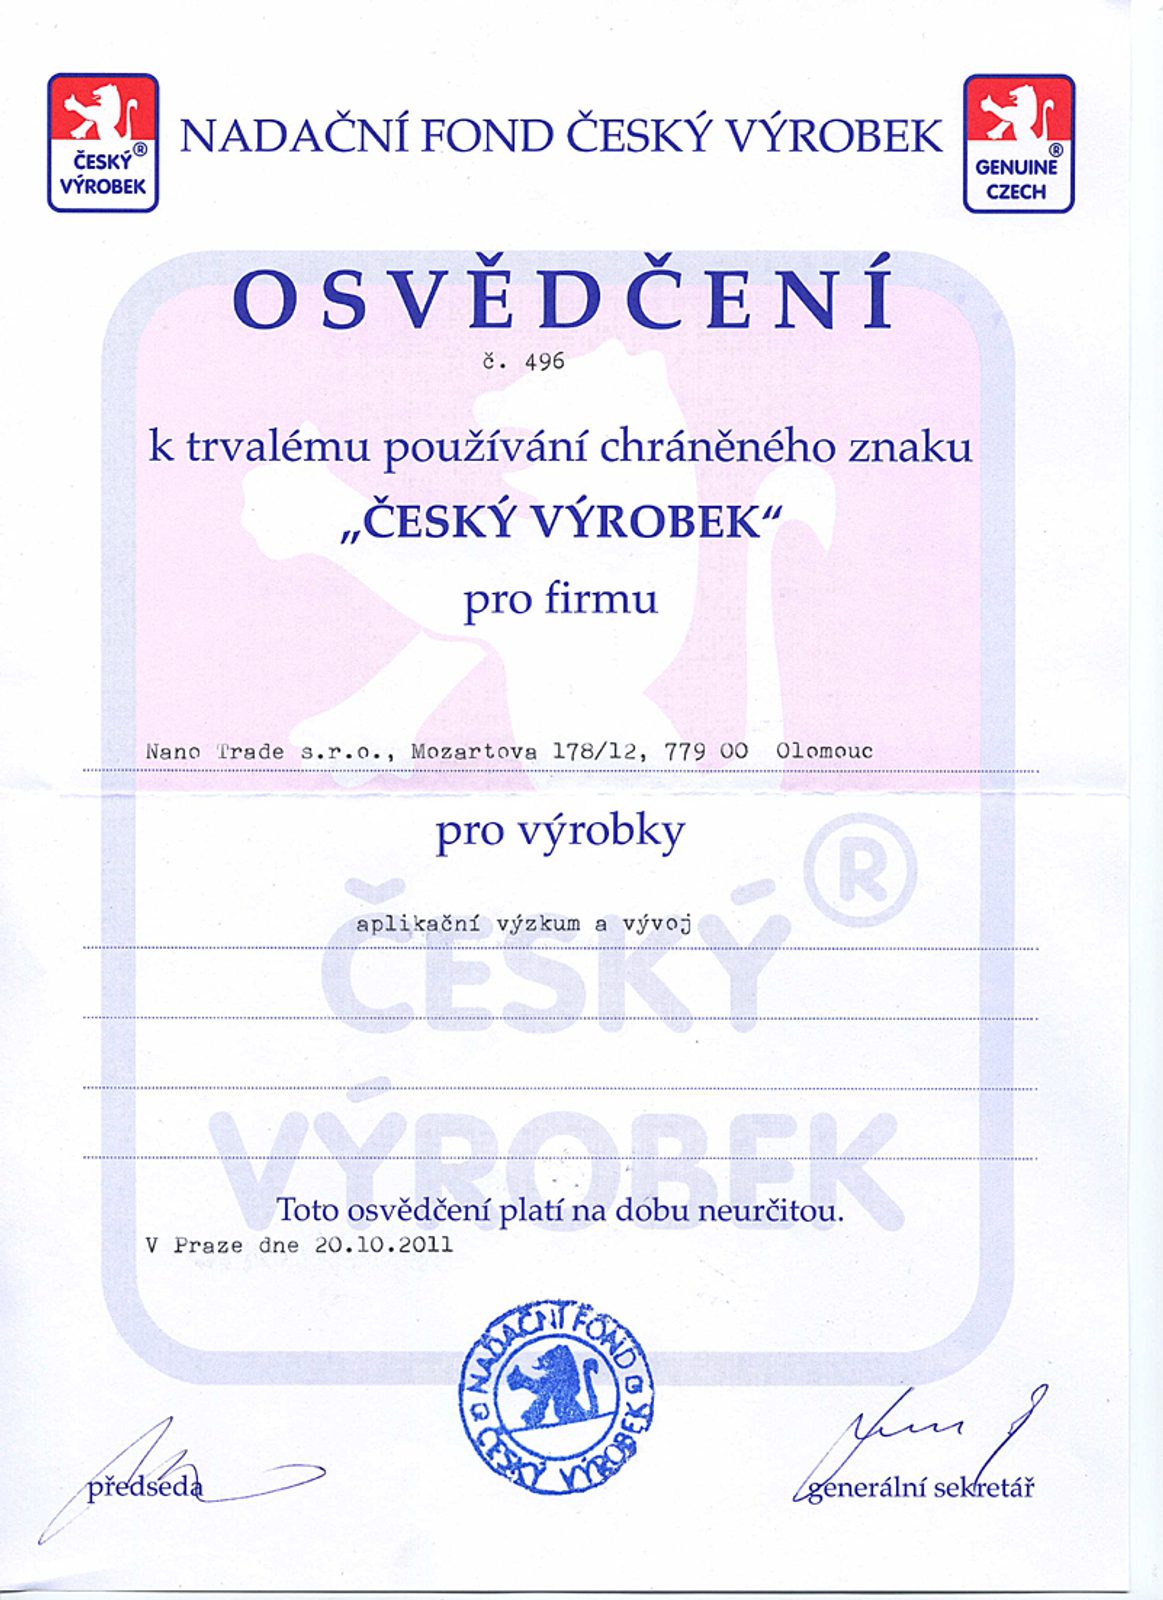 ČESKÝ®
VÝROBEK
NADAČNÍ FOND ČESKÝ VÝROBEK
GENUINE®
CZECH
OSVĚDČENÍ
č. 496
k trvalému používání chráněného znaku
„ČESKÝ VÝROBEK“
pro firmu
Nano Trade s.r.o., Mozartova 178/12, 779 00 Olomouc
pro výrobky
aplikační výzkum a vývoj
ČESKÝ®
VÝROBEK
Toto osvědčení platí na dobu neurčitou.
V Praze dne 20.10.2011
NADAČNÍ FOND
ČESKÝ VÝROBEK
předseda
generální sekretář